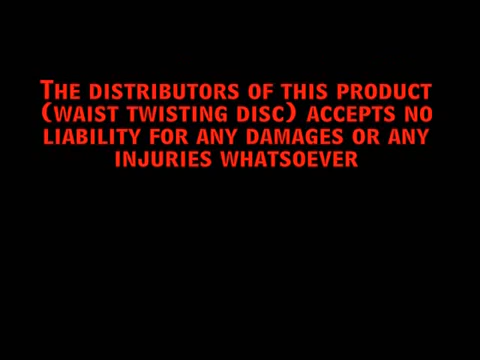 The distributors of this product
(waist twisting disc) accepts no
liability for any damages or any
injuries whatsoever